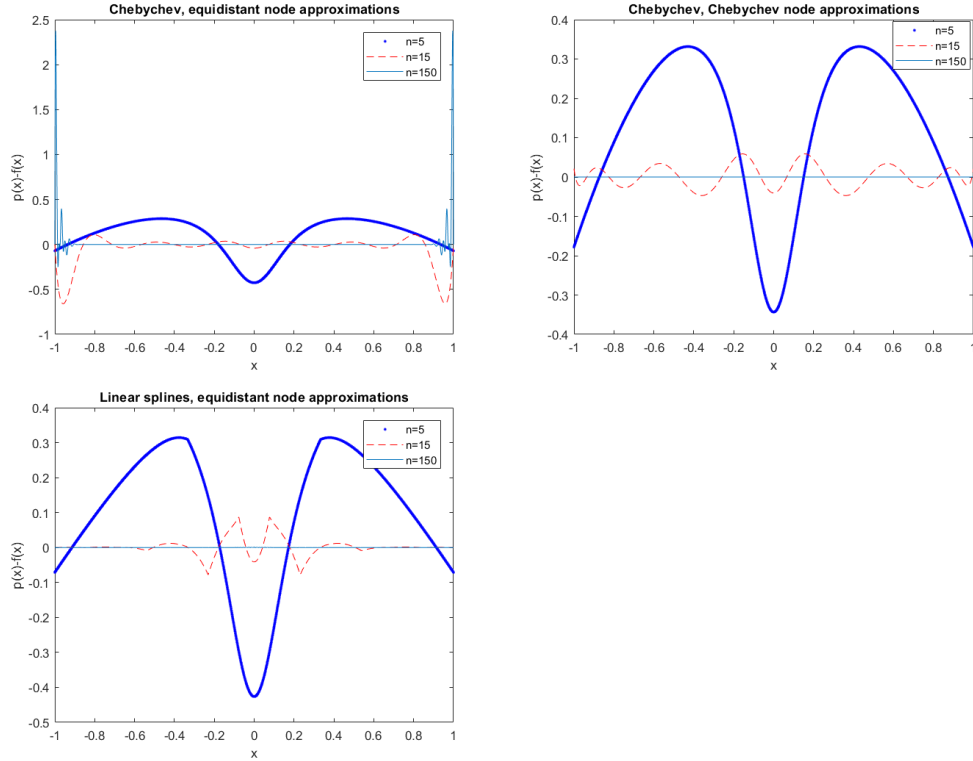 Chebychev, equidistant node approximations
2.5
2
1.5
1
0.5
0
-0.5
-1
p(x)-f(x)
n=5
n=15
n=150
-1 -0.8 -0.6 -0.4 -0.2 0 0.2 0.4 0.6 0.8 1
x
Chebychev, Chebychev node approximations
0.4
0.3
0.2
0.1
0
-0.1
-0.2
-0.3
-0.4
p(x)-f(x)
n=5
n=15
n=150
-1 -0.8 -0.6 -0.4 -0.2 0 0.2 0.4 0.6 0.8 1
x
Linear splines, equidistant node approximations
0.4
0.3
0.2
0.1
0
-0.1
-0.2
-0.3
-0.4
-0.5
p(x)-f(x)
n=5
n=15
n=150
-1 -0.8 -0.6 -0.4 -0.2 0 0.2 0.4 0.6 0.8 1
x